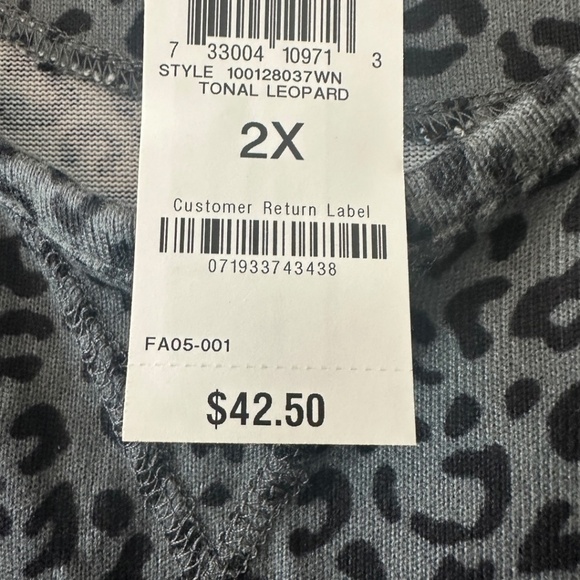 7 33004 10971 3
STYLE 100128037WN
TONAL LEOPARD
2X
Customer Return Label
071933743438
FA05-001
$42.50